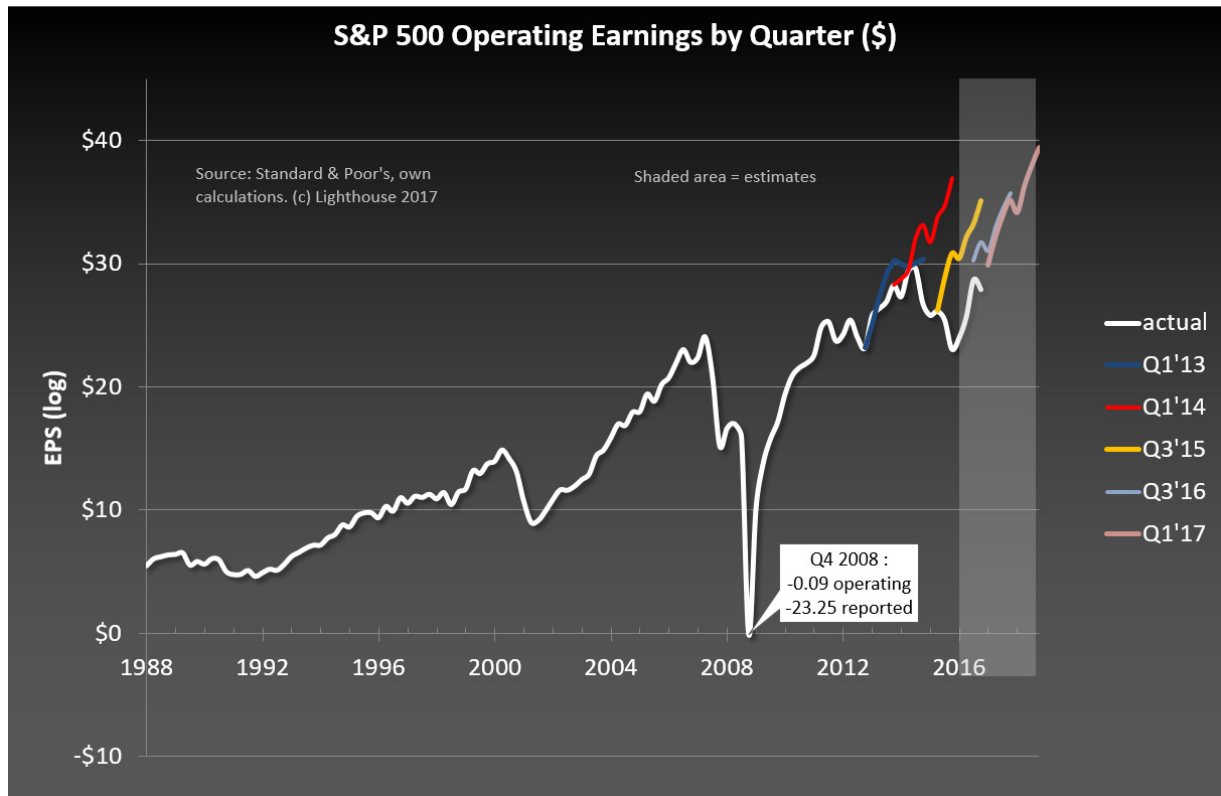 S&P 500 Operating Earnings by Quarter ($)
$40
Source: Standard & Poor's, own
calculations. (c) Lighthouse 2017
Shaded area = estimates
$30
$20
$10
$0
-$10
EPS (log)
Q4 2008 :
-0.09 operating
-23.25 reported
1988 1992 1996 2000 2004 2008 2012 2016
actual
Q1'13
Q1'14
Q3'15
Q3'16
Q1'17